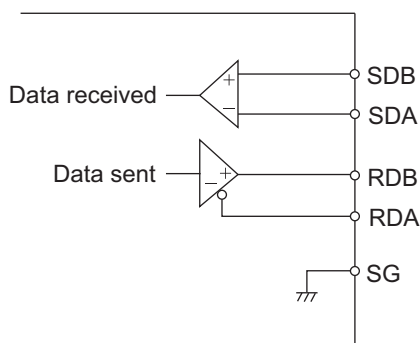 SDB
Data received
SDA
Data sent
RDB
RDA
SG